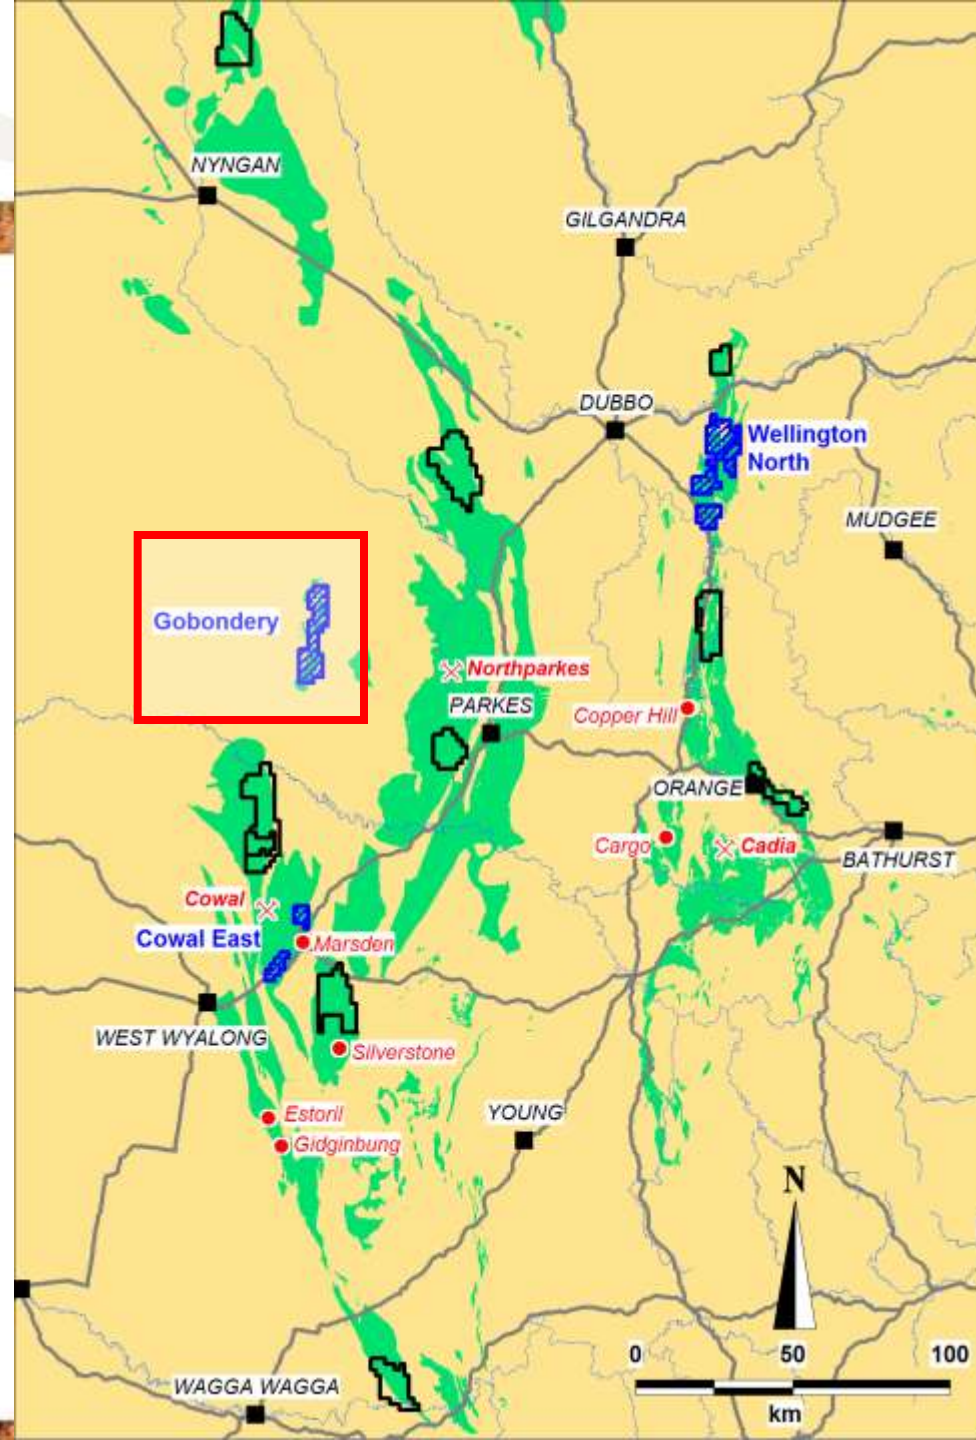 NYNGAN
GILGANDRA
DUBBO
Wellington
North
MUDGEE
Gobondery
Northparkes
PARKES
Copper Hill
ORANGE
Cargo
Cadia
BATHURST
Cowal
Cowal East
Marsden
WEST WYALONG
Silverstone
Estoril
YOUNG
Gidginbung
N
0 50 100
WAGGA WAGGA
km